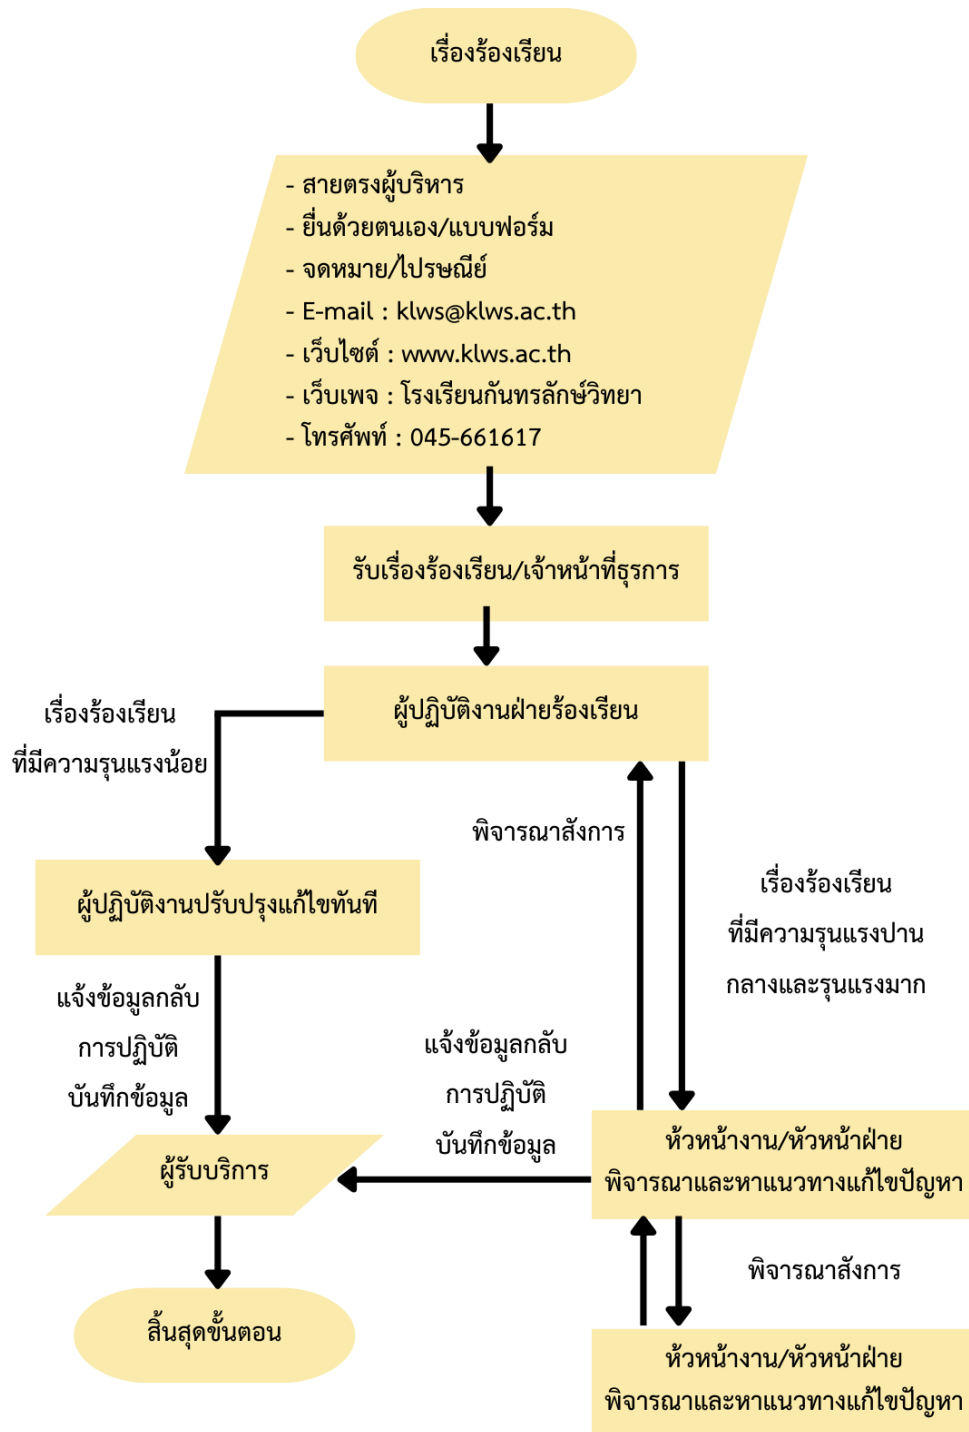 เรื่องร้องเรียน
- สายตรงผู้บริหาร
- ยื่นด้วยตนเอง/แบบฟอร์ม
- จดหมาย/ไปรษณีย์
- E-mail : klws@klws.ac.th
- เว็บไซต์ : www.klws.ac.th
- เว็บเพจ : โรงเรียนกันทรลักษ์วิทยา
- โทรศัพท์ : 045-661617
รับเรื่องร้องเรียน/เจ้าหน้าที่ธุรการ
ผู้ปฏิบัติงานฝ่ายร้องเรียน
เรื่องร้องเรียน
ที่มีความรุนแรงน้อย
พิจารณาสังการ
เรื่องร้องเรียน
ที่มีความรุนแรงปาน
กลางและรุนแรงมาก
ผู้ปฏิบัติงานปรับปรุงแก้ไขทันที
แจ้งข้อมูลกลับ
การปฏิบัติ
บันทึกข้อมูล
แจ้งข้อมูลกลับ
การปฏิบัติ
บันทึกข้อมูล
ห้วหน้างาน/หัวหน้าฝ่าย
พิจารณาและหาแนวทางแก้ไขปัญหา
ผู้รับบริการ
พิจารณาสังการ
สิ้นสุดขั้นตอน
ห้วหน้างาน/หัวหน้าฝ่าย
พิจารณาและหาแนวทางแก้ไขปัญหา